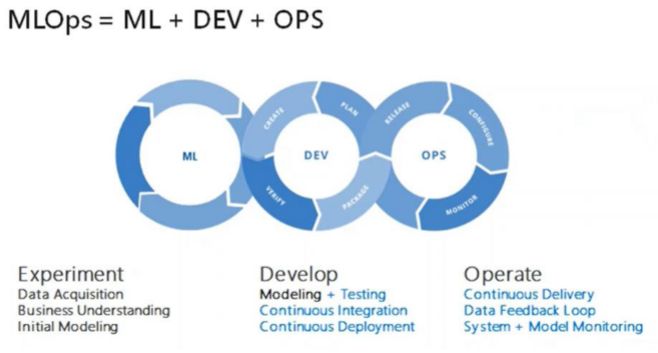 MLOps = ML + DEV + OPS
ML
DEV
OPS
CREATE
PLAN
VERIFY
PACKAGE
RELEASE
CONFIGURE
MONITOR
Experiment
Data Acquisition
Business Understanding
Initial Modeling
Develop
Modeling + Testing
Continuous Integration
Continuous Deployment
Operate
Continuous Delivery
Data Feedback Loop
System + Model Monitoring